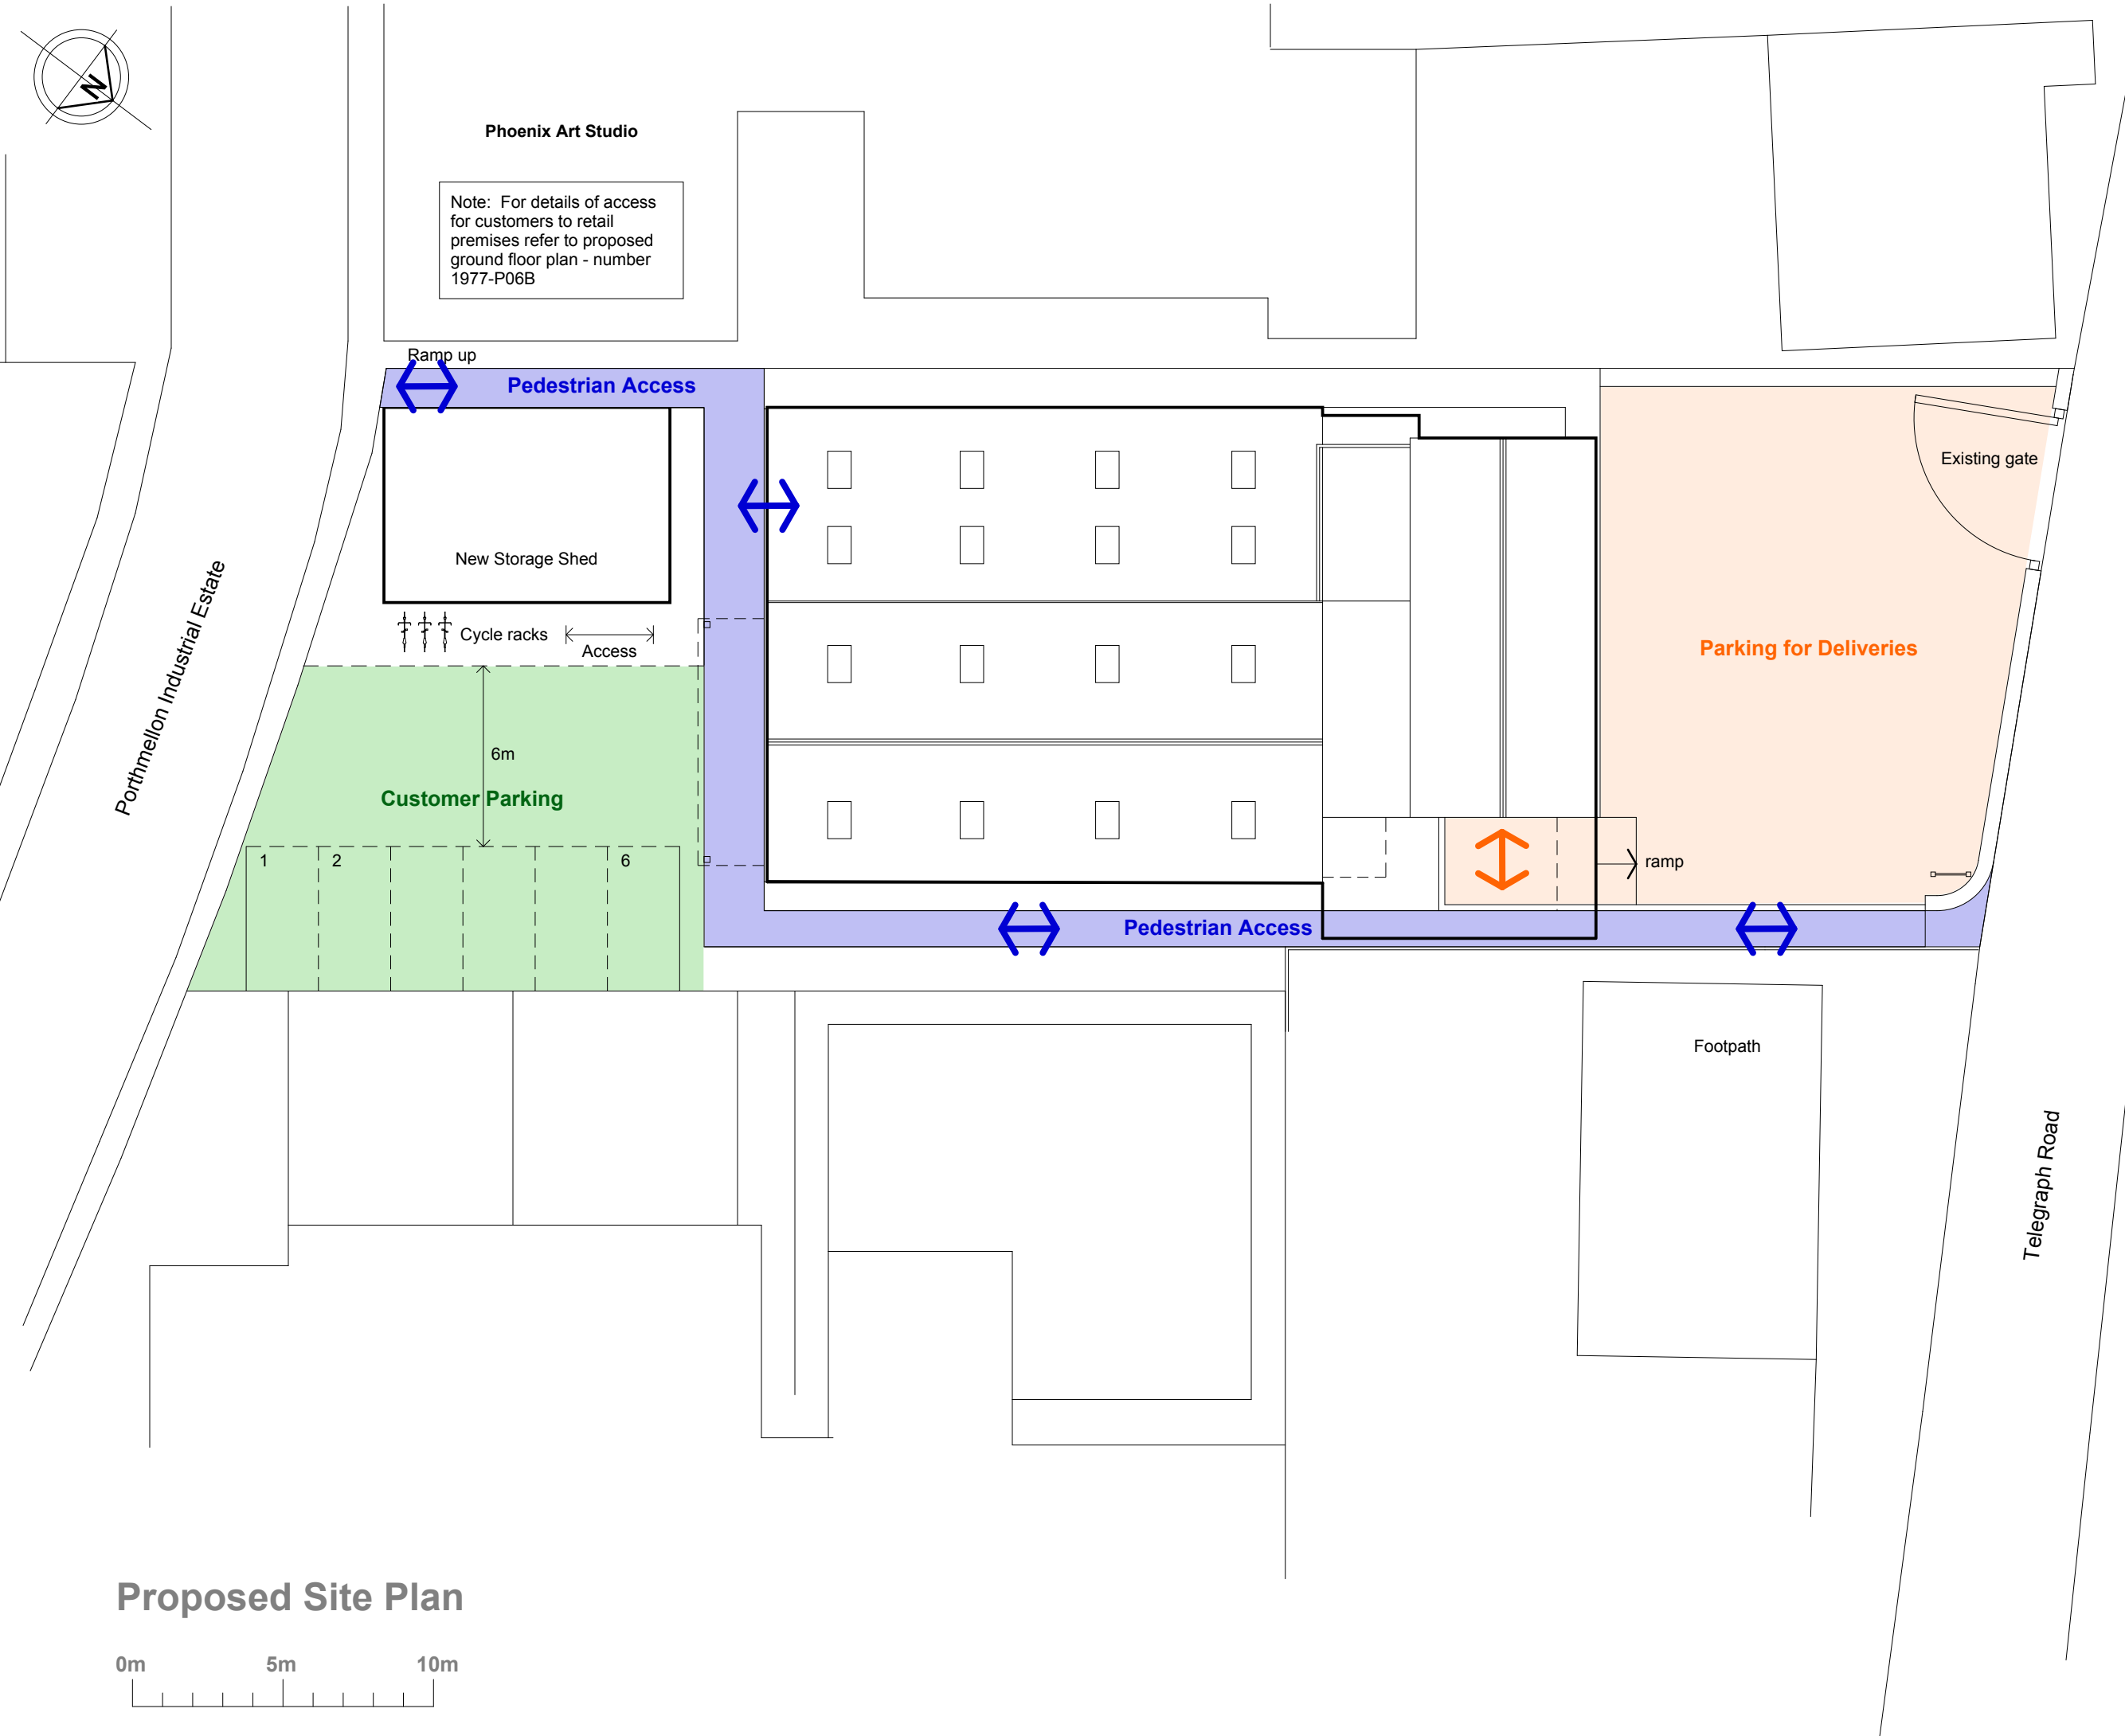 N
Phoenix Art Studio
Note: For details of access
for customers to retail
premises refer to proposed
ground floor plan - number
1977-P06B
Ramp up
Pedestrian Access
Existing gate
New Storage Shed
Porthmellon Industrial Estate
Cycle racks
Access
Parking for Deliveries
6m
Customer Parking
1
2
6
ramp
Pedestrian Access
Footpath
Telegraph Road
Proposed Site Plan
0m 5m 10m